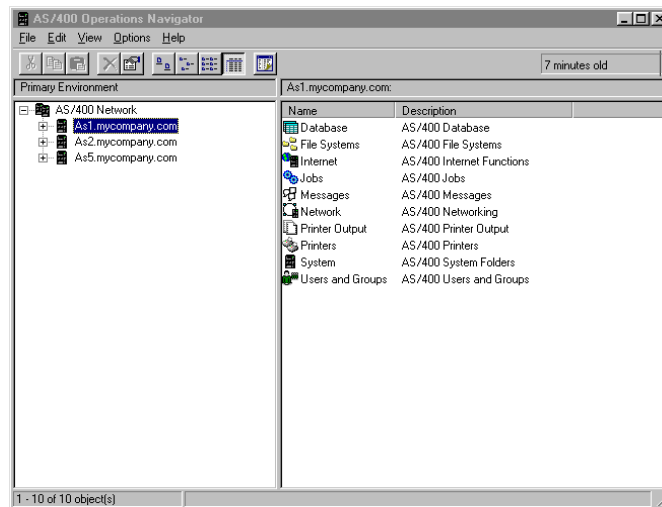 AS/400 Operations Navigator
File Edit View Options Help
7 minutes old
Primary Environment
As1.mycompany.com:
AS/400 Network
As1.mycompany.com
As2.mycompany.com
As5.mycompany.com
Name Description
Database AS/400 Database
File Systems AS/400 File Systems
Internet AS/400 Internet Functions
Jobs AS/400 Jobs
Messages AS/400 Messages
Network AS/400 Networking
Printer Output AS/400 Printer Output
Printers AS/400 Printers
System AS/400 System Folders
Users and Groups AS/400 Users and Groups
1 - 10 of 10 object(s)